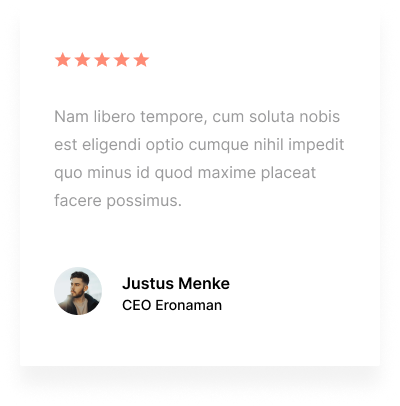 Nam libero tempore, cum soluta nobis
est eligendi optio cumque nihil impedit
quo minus id quod maxime placeat
facere possimus.
Justus Menke
CEO Eronaman